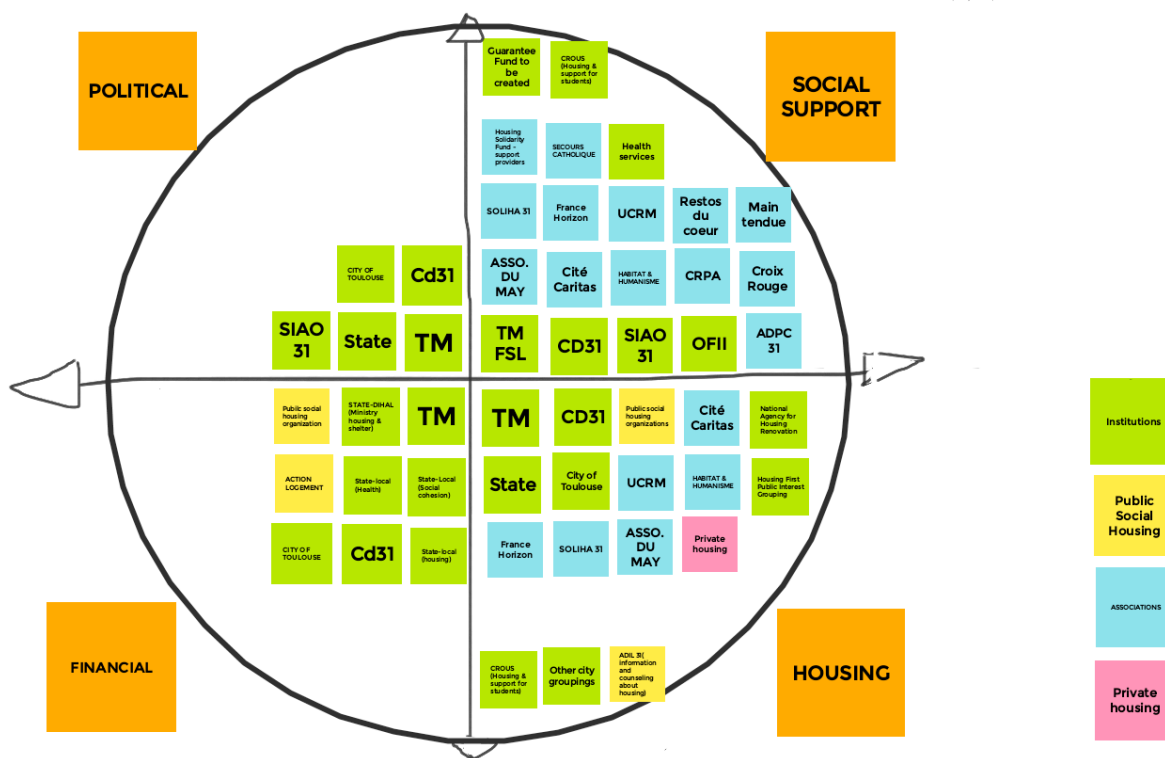 POLITICAL
SOCIAL
SUPPORT
Guarantee
Fund to
be
created
CROUS
(Housing &
support for
students)
Housing
Solidarity
Fund -
support
providers
SECOURS
CATHOLIQUE
Health
services
SOLIHA 31
France
Horizon
UCRM
Restos
du
coeur
Main
tendue
CITY OF
TOULOUSE
Cd31
ASSO.
DU
MAY
Cité
Caritas
HABITAT &
HUMANISME
CRPA
Croix
Rouge
SIAO
31
State
TM
TM
FSL
CD31
SIAO
31
OFII
ADPC
31
Public social
housing
organization
STATE-DIHAL
(Ministry
housing &
shelter)
TM
TM
CD31
Public social
housing
organizations
Cité
Caritas
National
Agency for
Housing
Renovation
ACTION
LOGEMENT
State-local
(Health)
State-Local
(Social
cohesion)
State
City of
Toulouse
UCRM
HABITAT &
HUMANISME
Housing First
Public Interest
Grouping
CITY OF
TOULOUSE
Cd31
State-local
(housing)
France
Horizon
SOLIHA 31
ASSO.
DU
MAY
Private
housing
FINANCIAL
CROUS
(Housing &
support for
students)
Other city
groupings
ADIL 31(
information
and
counseling
about
housing)
HOUSING
Institutions
Public
Social
Housing
ASSOCIATIONS
Private
housing